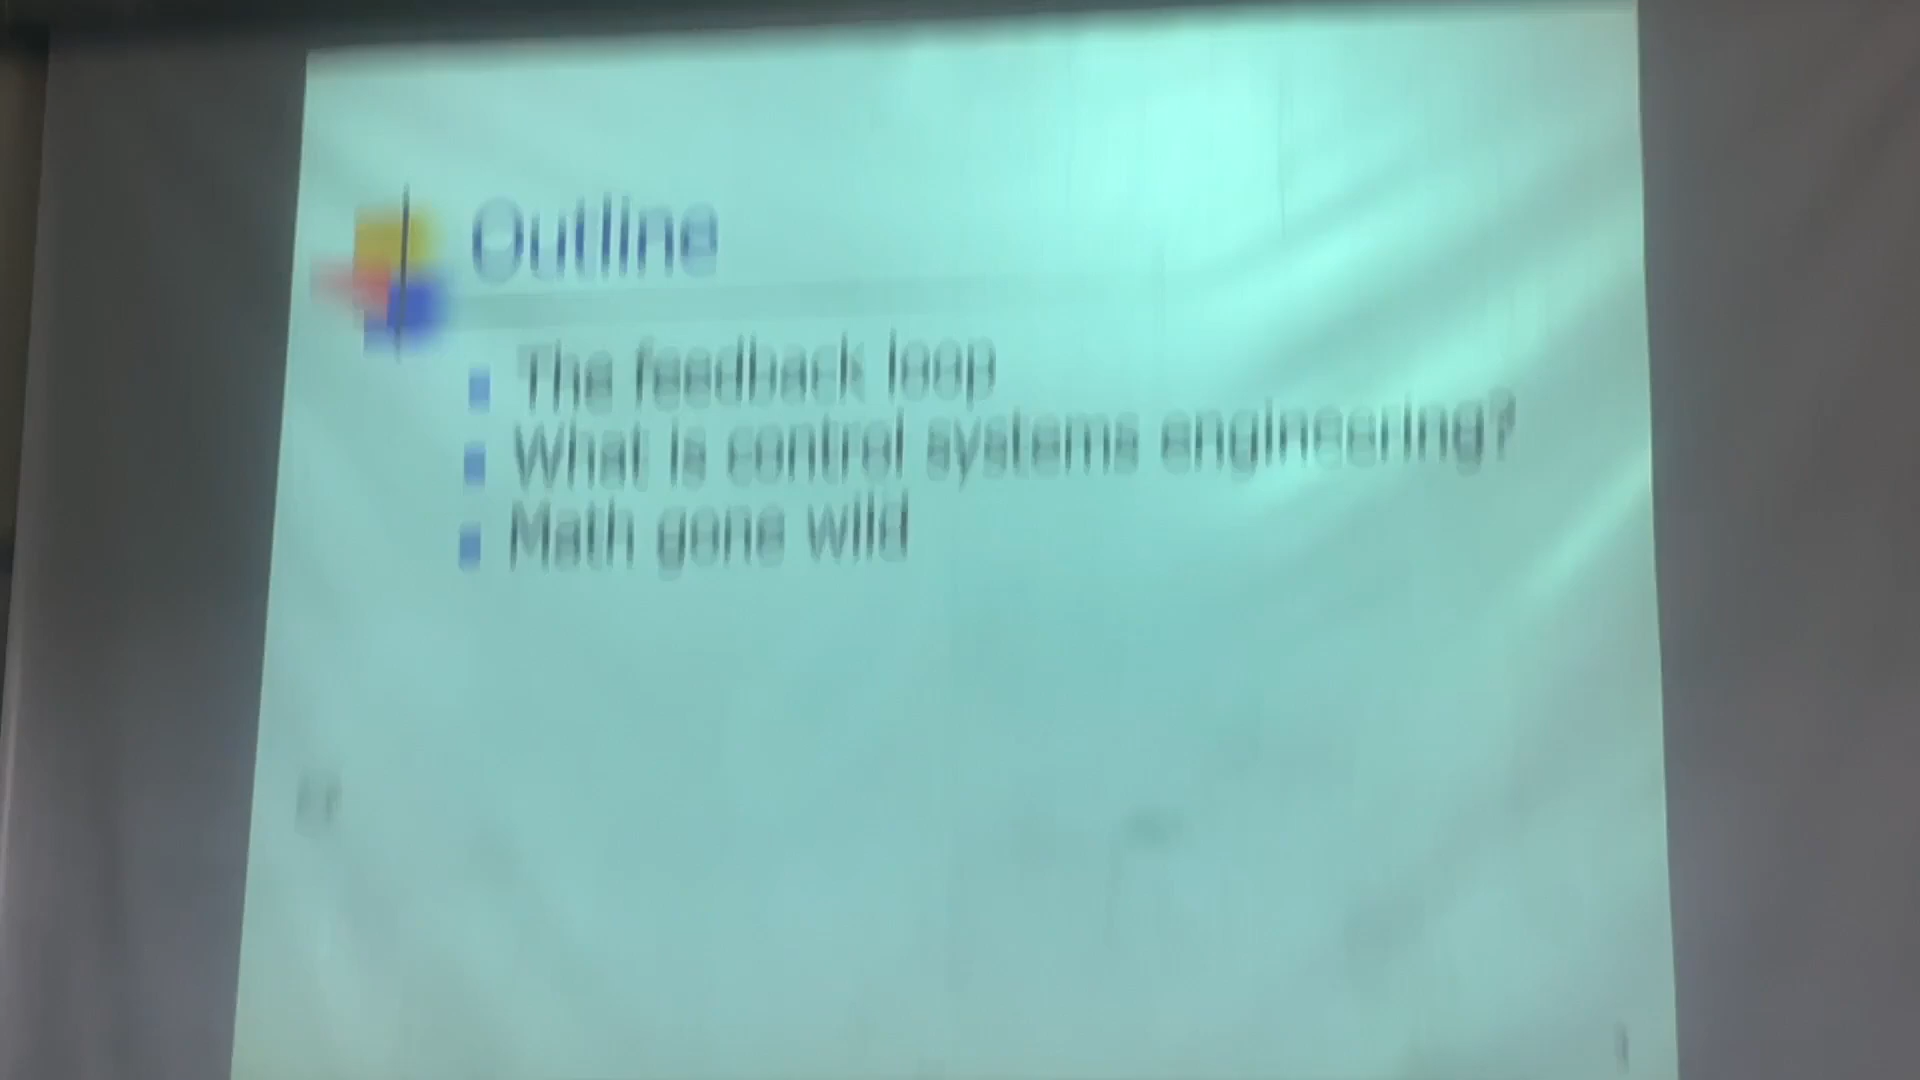 Outline
The feedback loop
What is control systems engineering?
Math gone wild